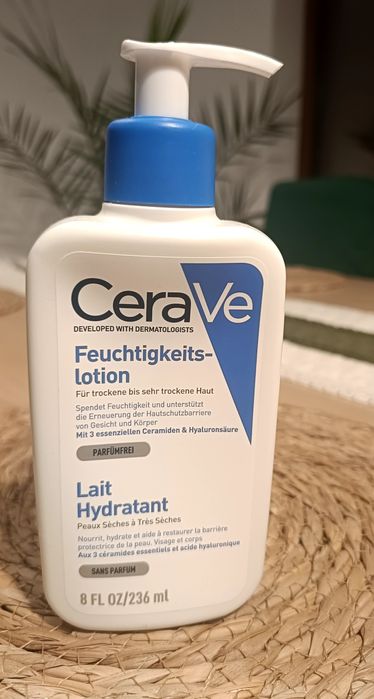 CeraVe
DEVELOPED WITH DERMATOLOGISTS
Feuchtigkeits-
lotion
Für trockene bis sehr trockene Haut
Spendet Feuchtigkeit und unterstützt
die Erneuerung der Hautschutzbarriere
von Gesicht und Körper
Mit 3 essenziellen Ceramiden & Hyaluronsäure
PARFÜMFREI
Lait
Hydratant
Peaux Sèches à Très Sèches
Nourrit, hydrate et aide à restaurer la barrière
protectrice de la peau. Visage et corps
Aux 3 céramides essentiels et acide hyaluronique
SANS PARFUM
8 FL OZ/236 ml